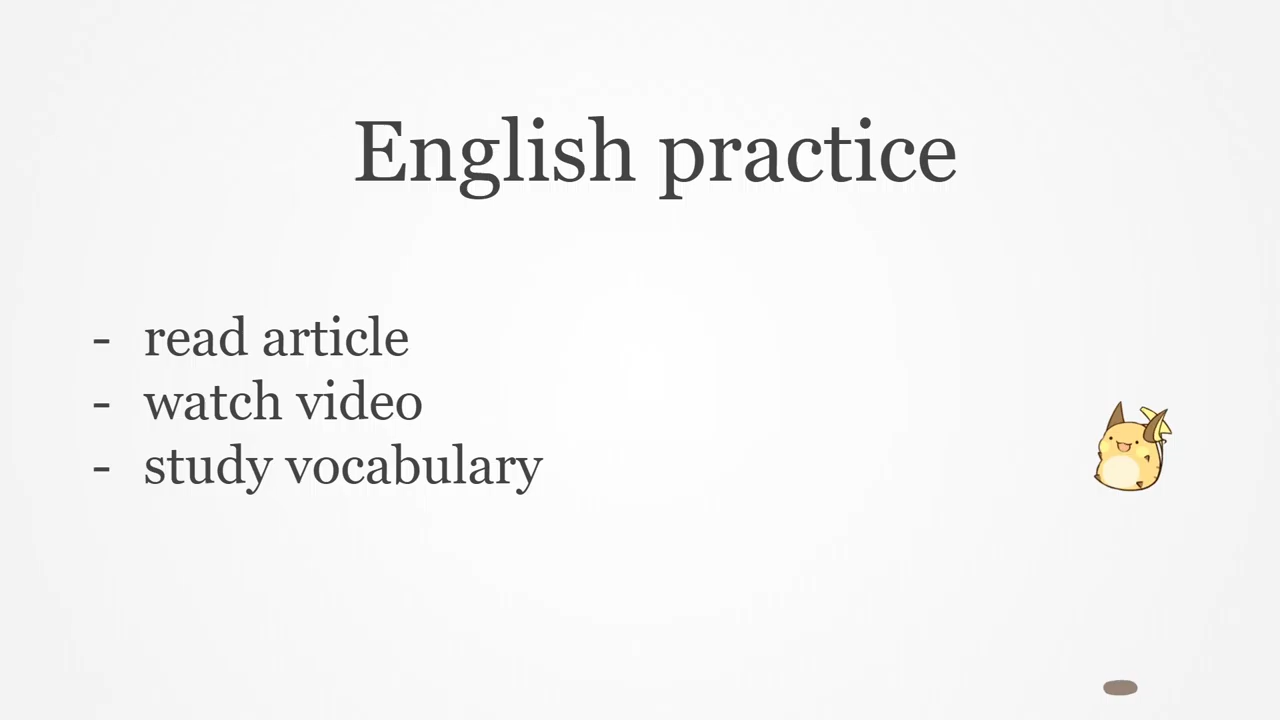 English practice
- read article
- watch video
- study vocabulary